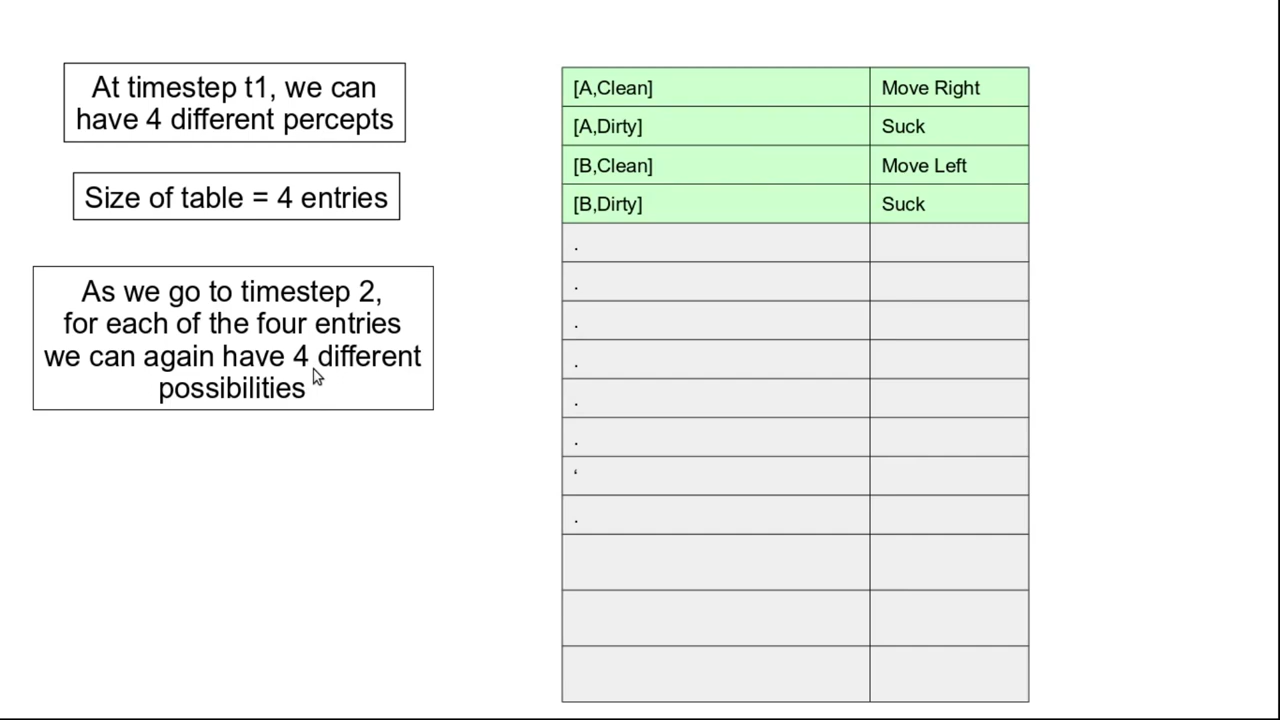 At timestep t1, we can
have 4 different percepts
Size of table = 4 entries
As we go to timestep 2,
for each of the four entries
we can again have 4 different
possibilities
[A,Clean] Move Right
[A,Dirty] Suck
[B,Clean] Move Left
[B,Dirty] Suck
.
.
.
.
.
.
‘
.